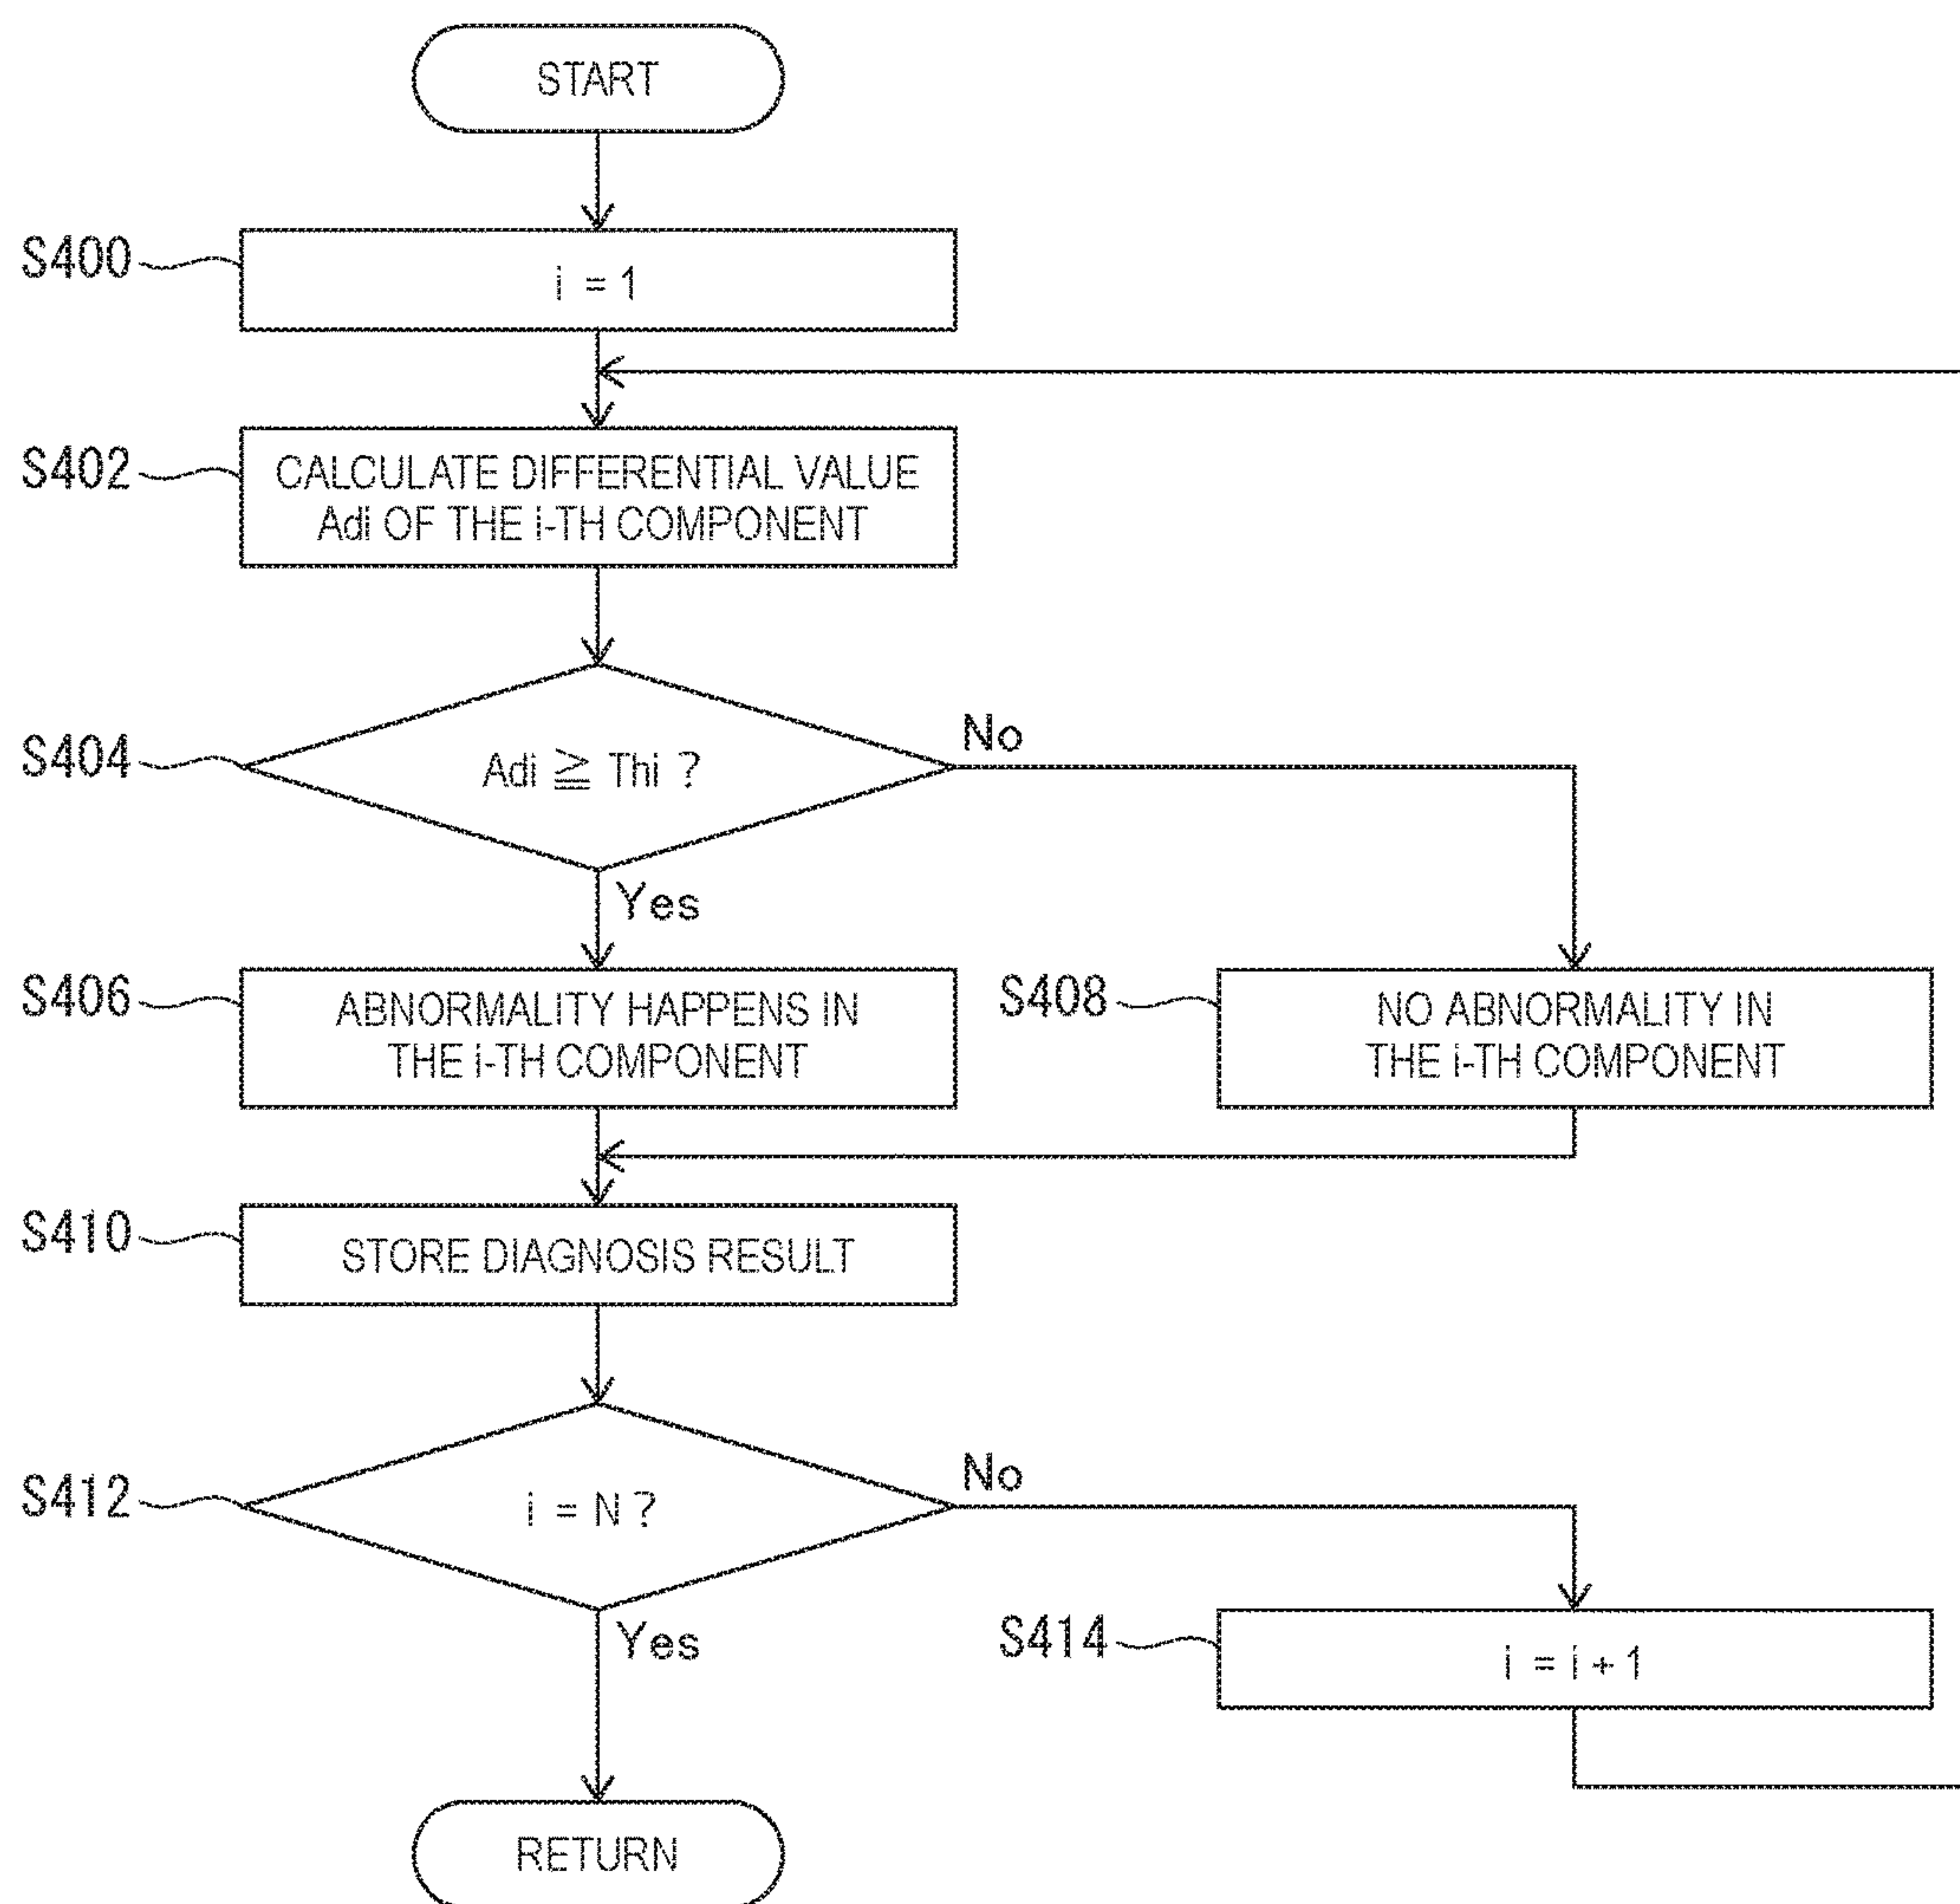 START
S400
i = 1
S402
CALCULATE DIFFERENTIAL VALUE
Adi OF THE i-TH COMPONENT
S404
Adi ≧ Thi ?
No
Yes
S406
ABNORMALITY HAPPENS IN
THE i-TH COMPONENT
S408
NO ABNORMALITY IN
THE i-TH COMPONENT
S410
STORE DIAGNOSIS RESULT
S412
i = N ?
No
Yes
S414
i = i + 1
RETURN